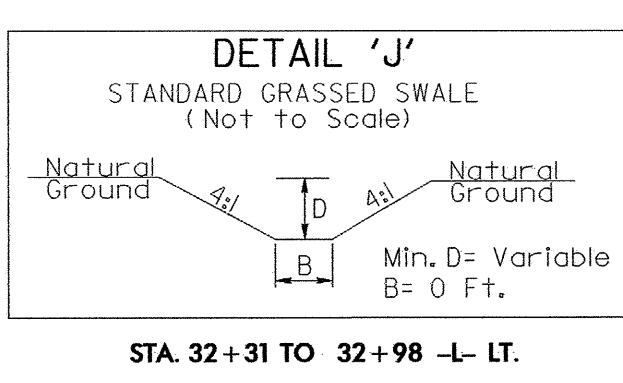 DETAIL 'J'
STANDARD GRASSED SWALE
(Not to Scale)
Natural
Ground
4:1
D
4:1
Natural
Ground
B
Min. D= Variable
B= 0 Ft.
STA. 32+31 TO 32+98 -L- LT.